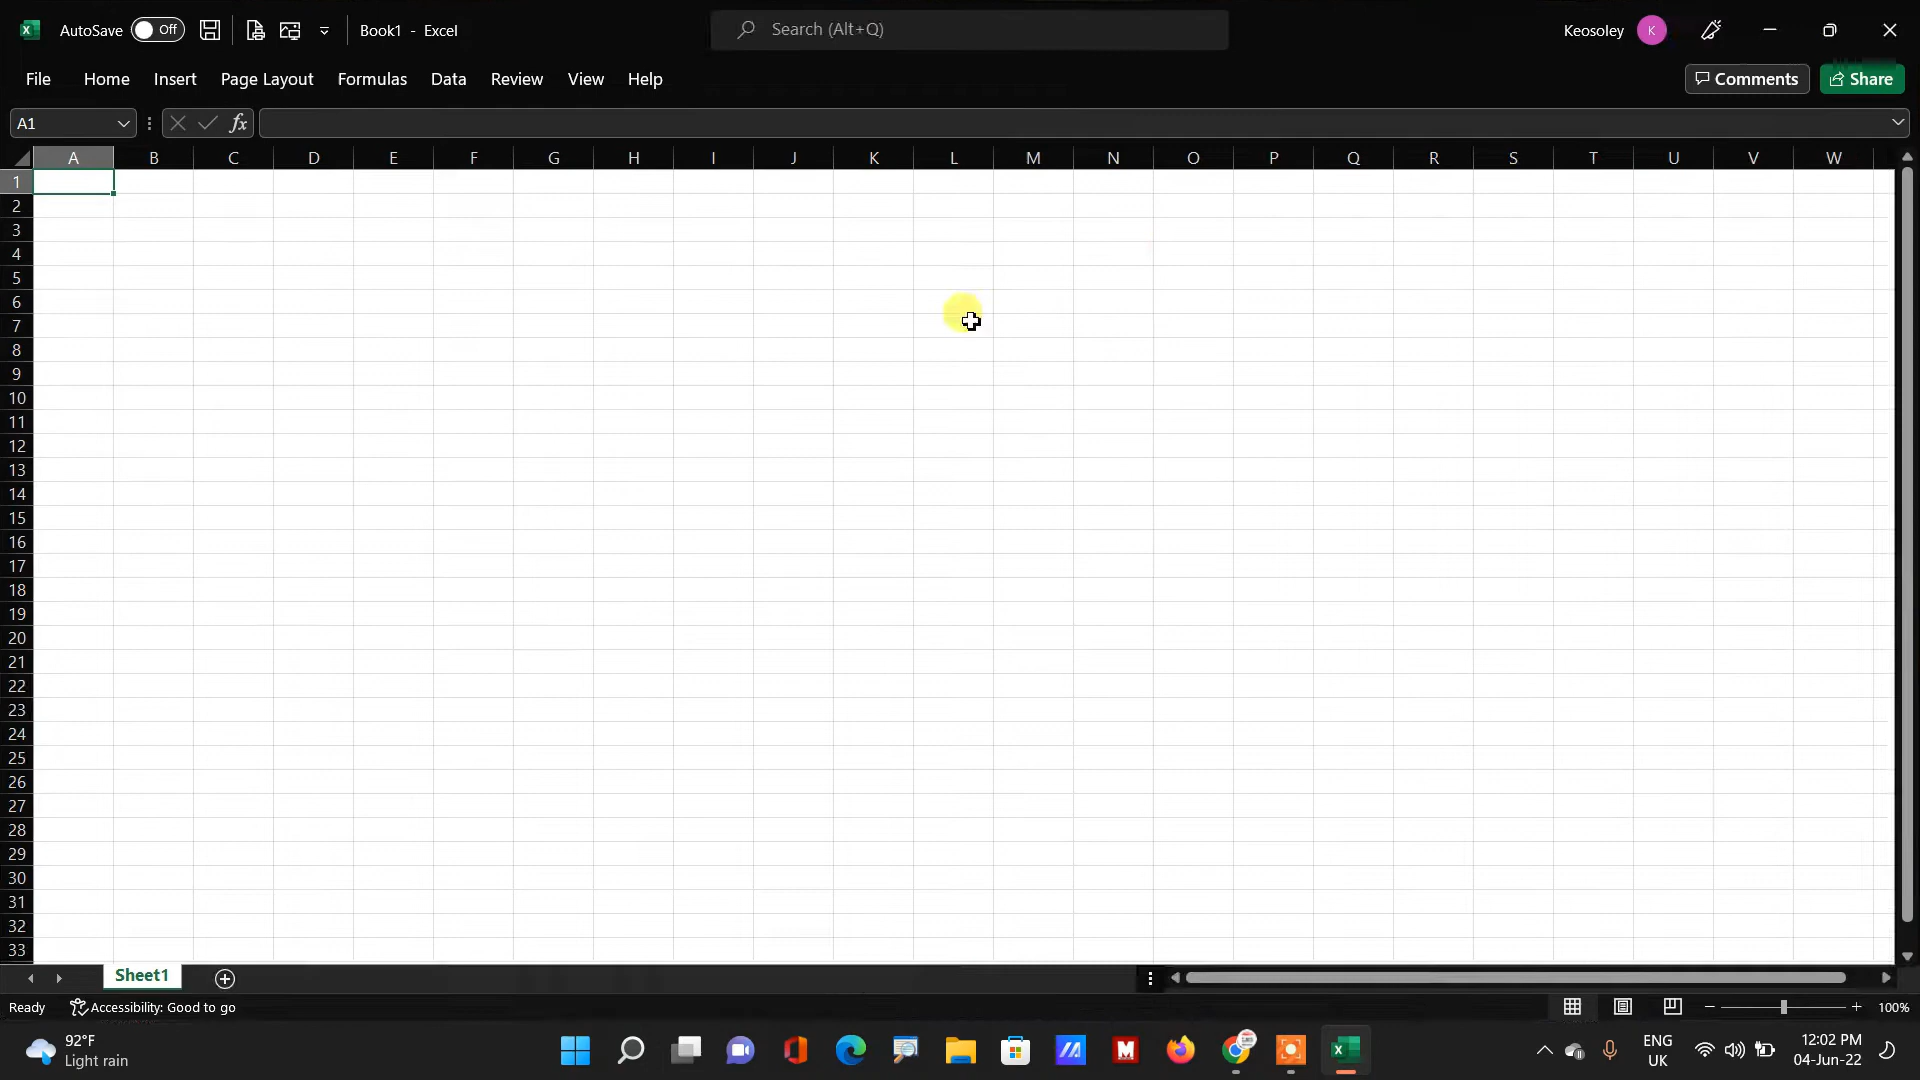 AutoSave Off Book1 - Excel Search (Alt+Q) Keosoley K
File Home Insert Page Layout Formulas Data Review View Help Comments Share
A1 fx
A B C D E F G H I J K L M N O P Q R S T U V W
1
2
3
4
5
6
7
8
9
10
11
12
13
14
15
16
17
18
19
20
21
22
23
24
25
26
27
28
29
30
31
32
33
Sheet1
Ready Accessibility: Good to go 100%
92°F
Light rain
ENG
UK
12:02 PM
04-Jun-22